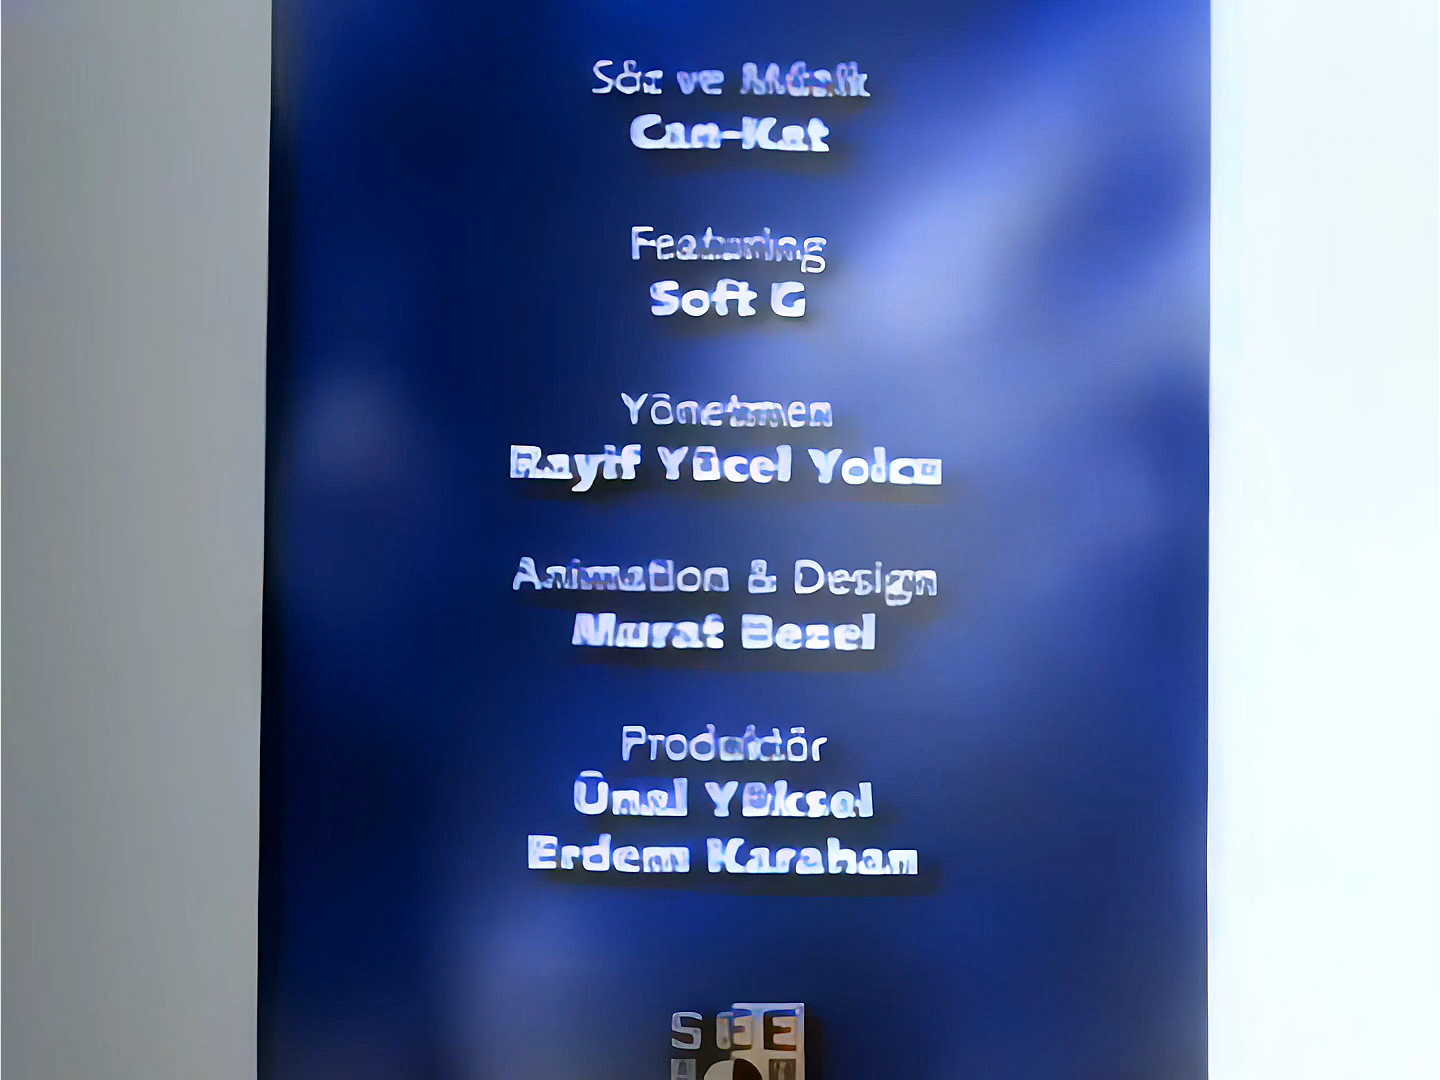 Söz ve Müzik
Can-Kat
Featuring
Soft G
Yönetmen
Rayif Yücel Yolcu
Animation & Design
Murat Bezel
Prodüktör
Ünal Yüksel
Erdem Karahan
SEE